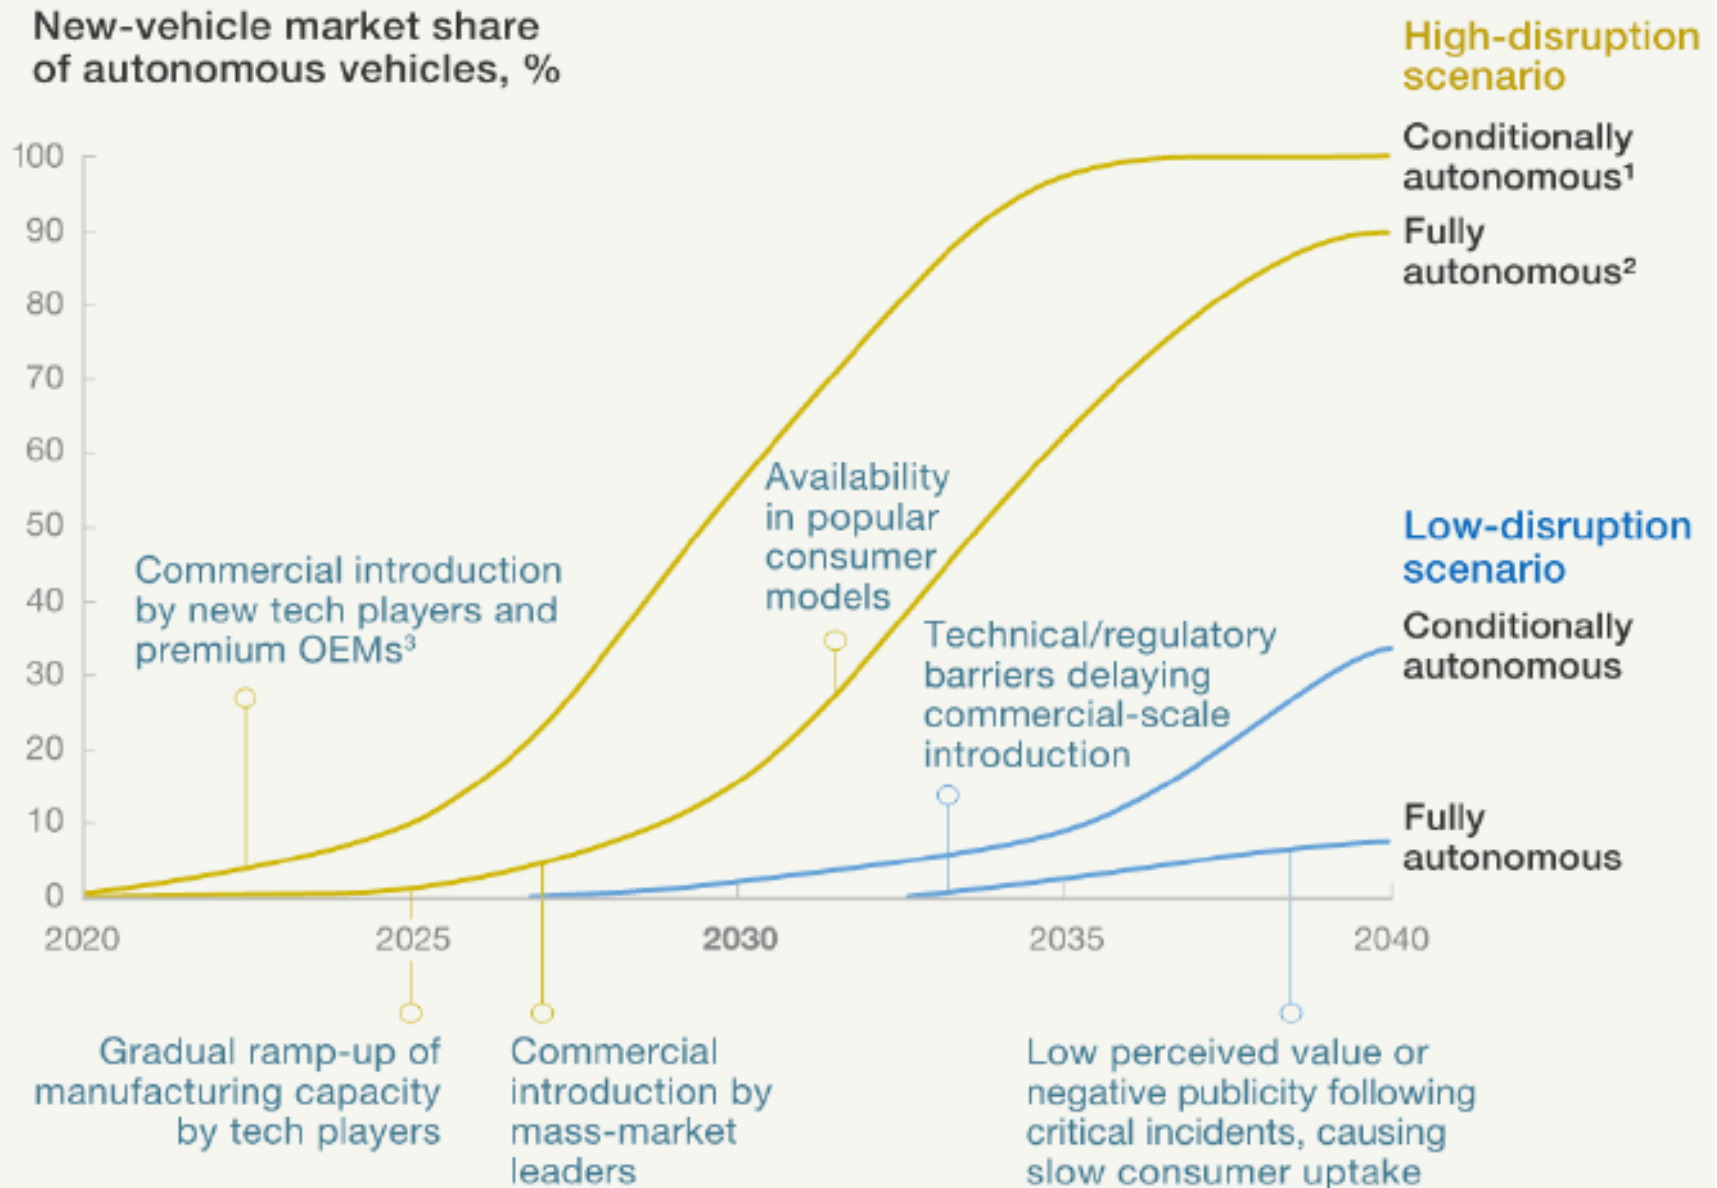 New-vehicle market share
of autonomous vehicles, %
High-disruption
scenario
Conditionally
autonomous¹
Fully
autonomous²
Low-disruption
scenario
Conditionally
autonomous
Fully
autonomous
100
90
80
70
60
50
40
30
20
10
0
Commercial introduction
by new tech players and
premium OEMs³
Availability
in popular
consumer
models
Technical/regulatory
barriers delaying
commercial-scale
introduction
2020
2025
2030
2035
2040
Gradual ramp-up of
manufacturing capacity
by tech players
Commercial
introduction by
mass-market
leaders
Low perceived value or
negative publicity following
critical incidents, causing
slow consumer uptake